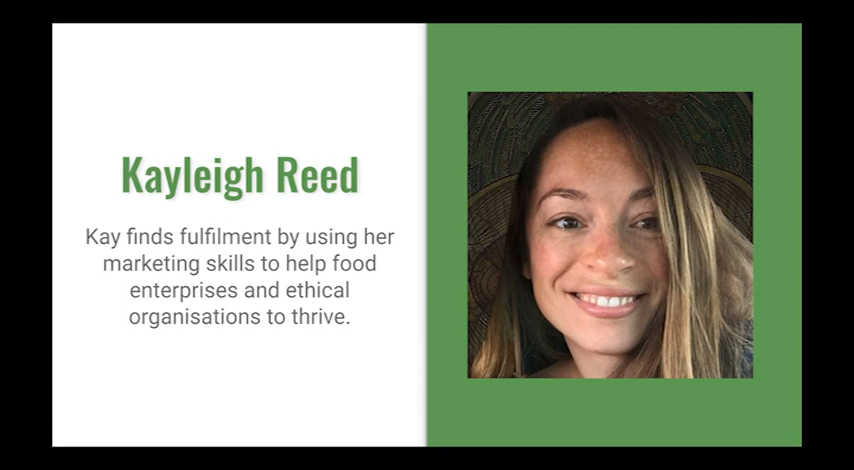 Kayleigh Reed
Kay finds fulfilment by using her
marketing skills to help food
enterprises and ethical
organisations to thrive.